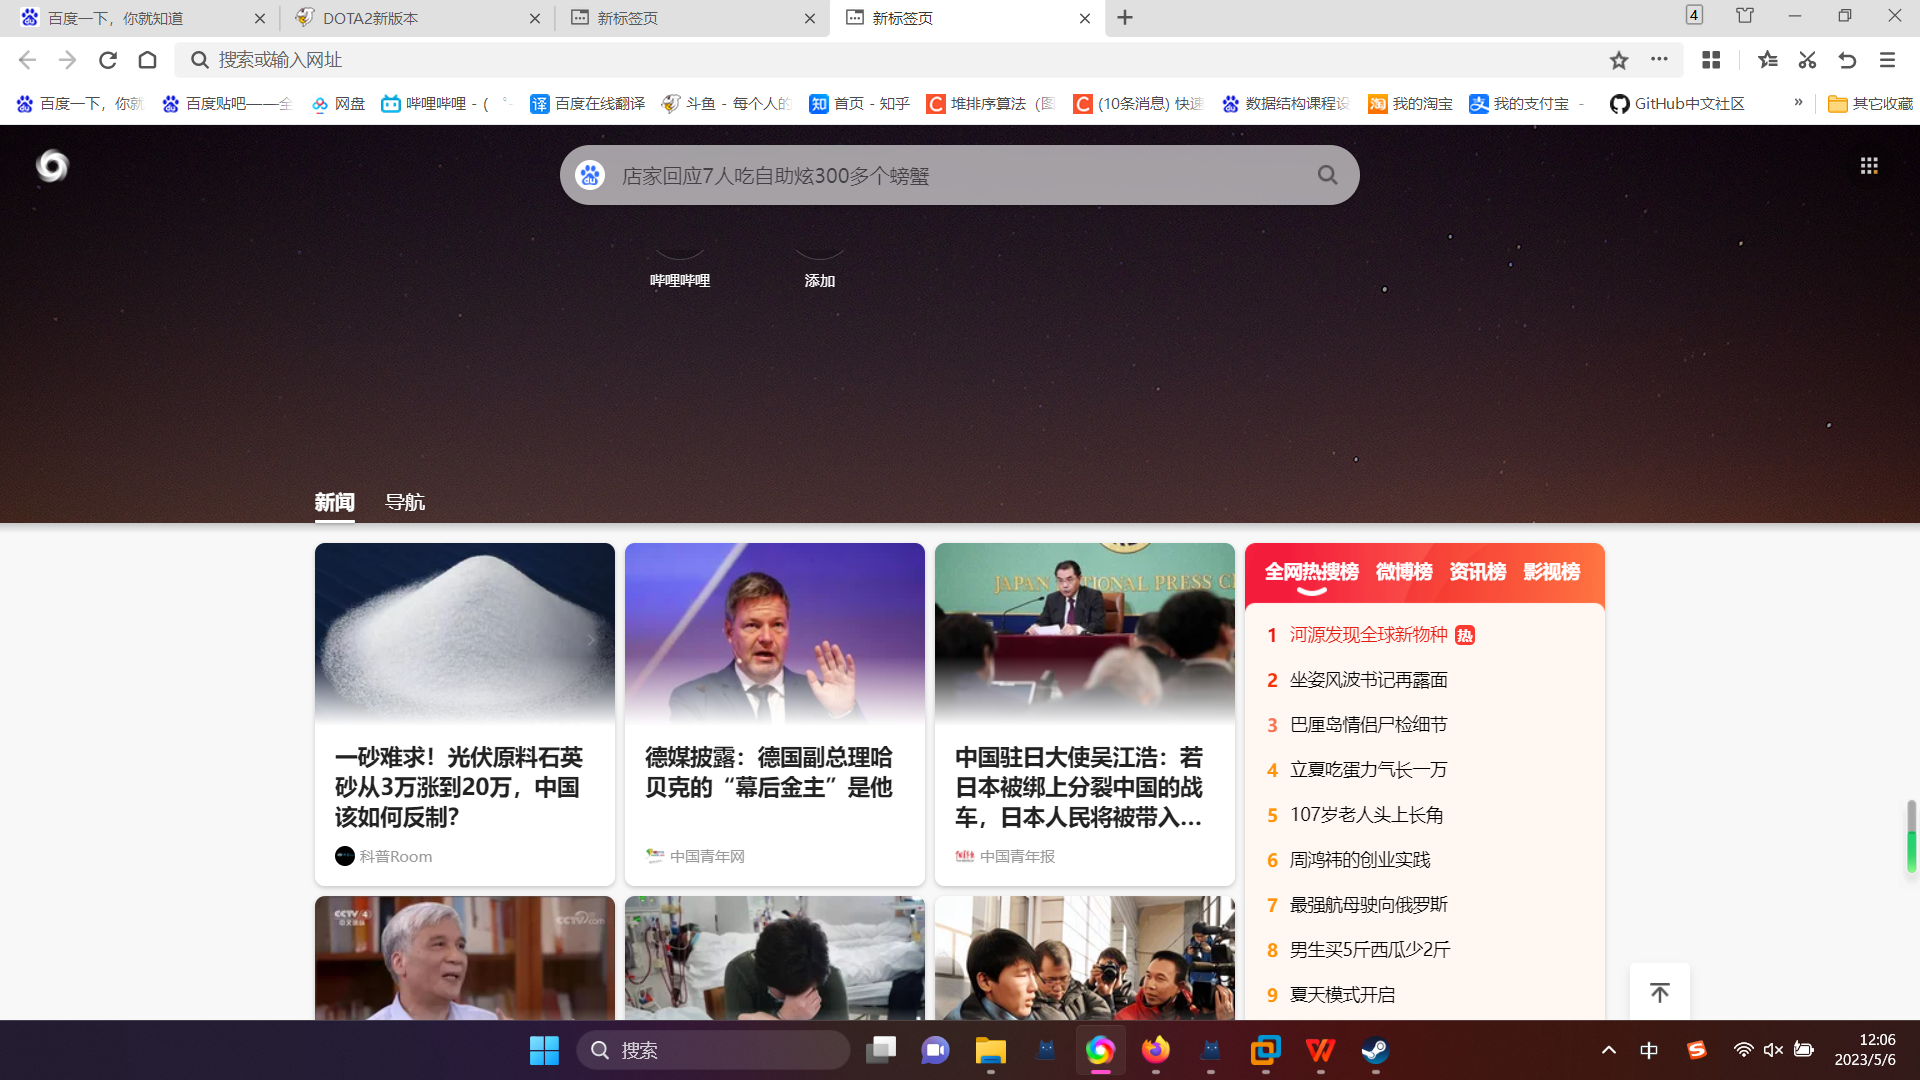 百度一下，你就知道
DOTA2新版本
新标签页
新标签页
4
搜索或输入网址
百度一下，你就
百度贴吧——全
网盘
哔哩哔哩 - (゜-
译 百度在线翻译
斗鱼 - 每个人的
知 首页 - 知乎
C 堆排序算法（图
C (10条消息) 快速
数据结构课程设
淘 我的淘宝
支 我的支付宝 -
GitHub中文社区
»
其它收藏
du 店家回应7人吃自助炫300多个螃蟹
哔哩哔哩
添加
新闻
导航
JAPAN NATIONAL PRESS C
一砂难求！光伏原料石英
砂从3万涨到20万，中国
该如何反制？
科普Room
德媒披露：德国副总理哈
贝克的“幕后金主”是他
中国青年网
中国驻日大使吴江浩：若
日本被绑上分裂中国的战
车，日本人民将被带入...
中国青年报
CCTV 4
中文国际
CCTV.com
全网热搜榜 微博榜 资讯榜 影视榜
1 河源发现全球新物种 热
2 坐姿风波书记再露面
3 巴厘岛情侣尸检细节
4 立夏吃蛋力气长一万
5 107岁老人头上长角
6 周鸿祎的创业实践
7 最强航母驶向俄罗斯
8 男生买5斤西瓜少2斤
9 夏天模式开启
搜索
中
S
12:06
2023/5/6